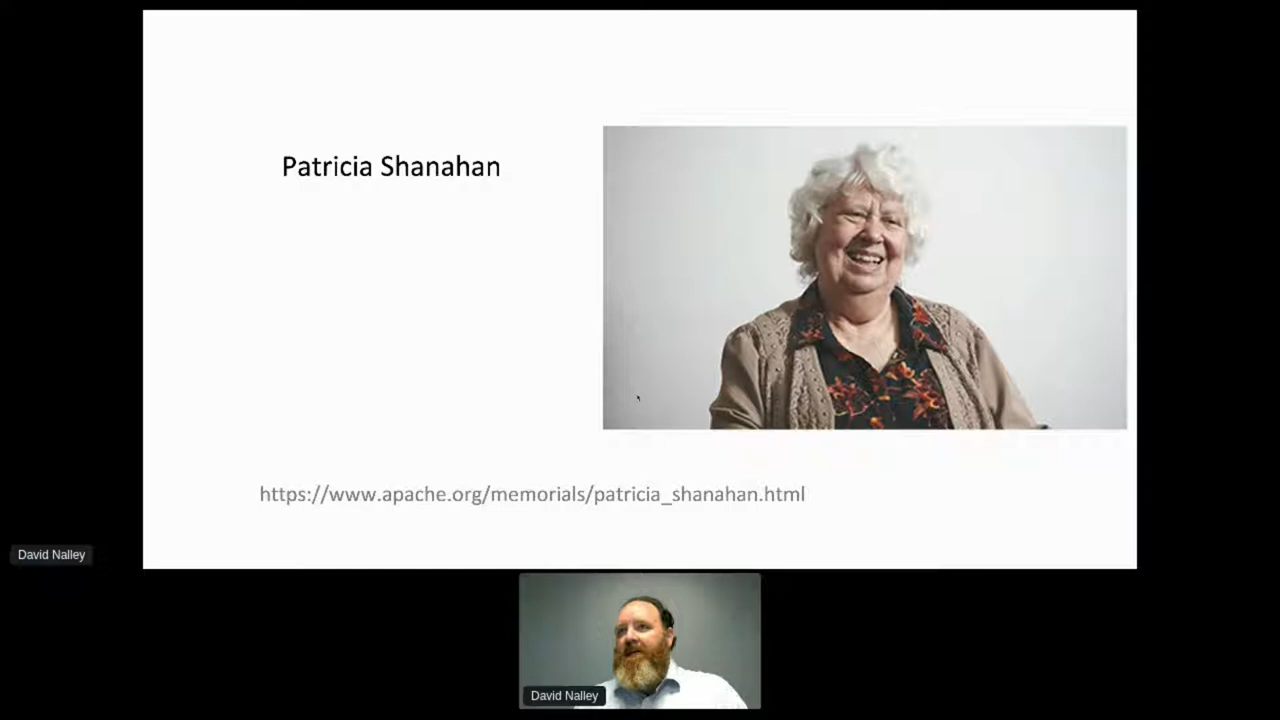 Patricia Shanahan
https://www.apache.org/memorials/patricia_shanahan.html
David Nalley
David Nalley